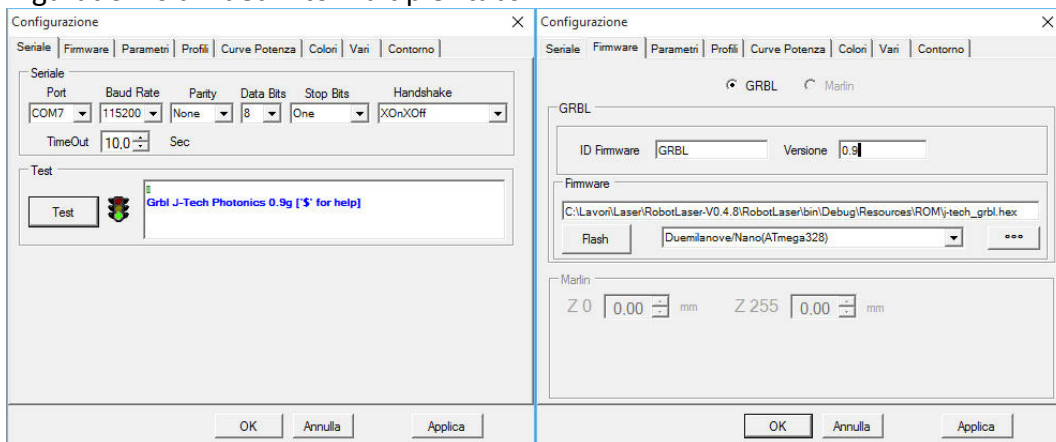 Configurazione
Seriale Firmware Parametri Profili Curve Potenza Colori Vari Contorno
Seriale
Port Baud Rate Parity Data Bits Stop Bits Handshake
COM7 115200 None 8 One XOnXOff
TimeOut 10,0 Sec
Test
Test
Grbl J-Tech Photonics 0.9g ['$' for help]
OK Annulla Applica
Configurazione
Seriale Firmware Parametri Profili Curve Potenza Colori Vari Contorno
GRBL Marlin
GRBL
ID Firmware GRBL Versione 0.9
Firmware
C:\Lavori\Laser\RobotLaser-V0.4.8\RobotLaser\bin\Debug\Resources\ROM\j-tech_grbl.hex
Flash Duemilanove/Nano(ATmega328)
Marlin
Z 0 0.00 mm Z 255 0.00 mm
OK Annulla Applica